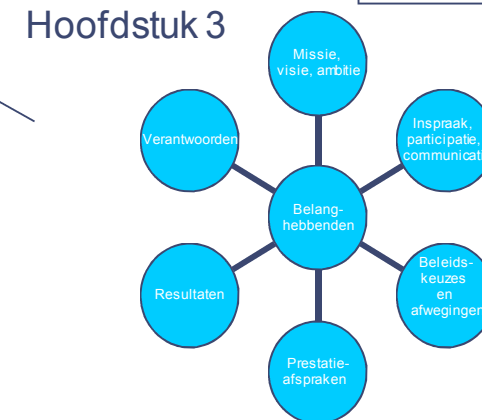 Hoofdstuk 3
Missie,
visie, ambitie
Verantwoorden
Inspraak,
participatie,
communicati
Belang-
hebbenden
Resultaten
Beleids-
keuzes
en
afwegingen
Prestatie-
afspraken